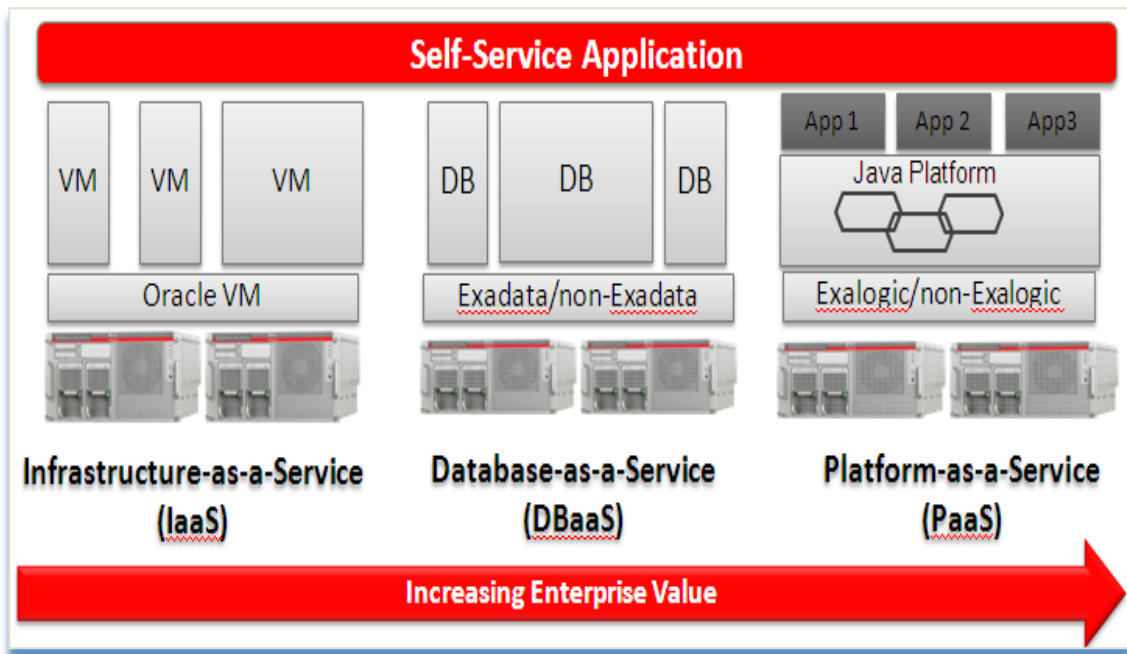 Self-Service Application
VM VM VM
Oracle VM
DB DB DB
Exadata/non-Exadata
App 1 App 2 App3
Java Platform
Exalogic/non-Exalogic
Infrastructure-as-a-Service
(IaaS)
Database-as-a-Service
(DBaaS)
Platform-as-a-Service
(PaaS)
Increasing Enterprise Value